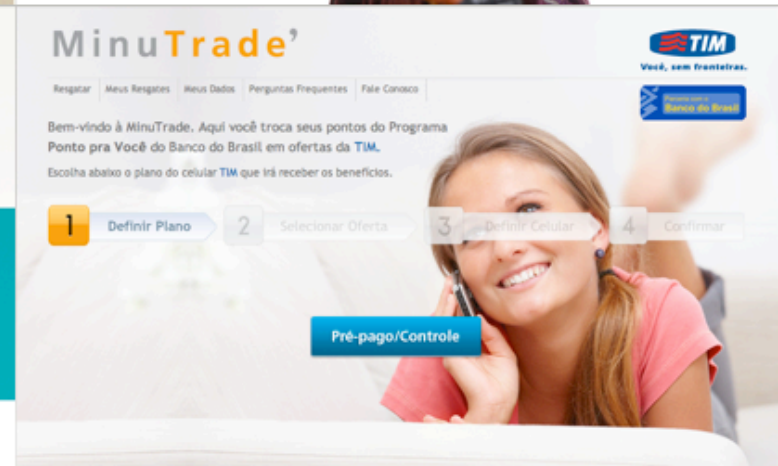 MinuTrade’
TIM
Você, sem fronteiras.
Resgatar Meus Resgates Meus Dados Perguntas Frequentes Fale Conosco
Parceria com o
Banco do Brasil
Bem-vindo à MinuTrade. Aqui você troca seus pontos do Programa
Ponto pra Você do Banco do Brasil em ofertas da TIM.
Escolha abaixo o plano do celular TIM que irá receber os benefícios.
1 Definir Plano 2 Selecionar Oferta 3 Definir Celular 4 Confirmar
Pré-pago/Controle